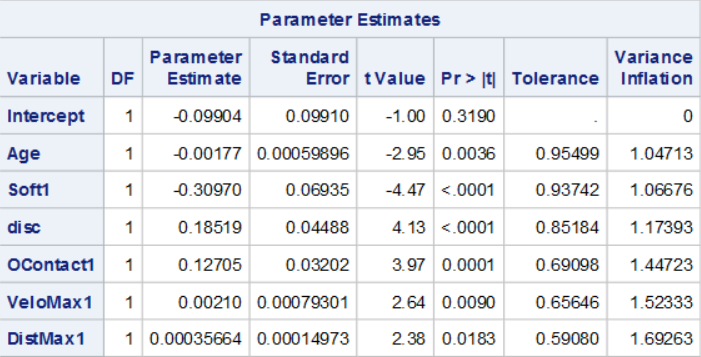 Parameter Estimates
Variable DF Parameter Estimate Standard Error t Value Pr > |t| Tolerance Variance Inflation
Intercept 1 -0.09904 0.09910 -1.00 0.3190 . 0
Age 1 -0.00177 0.00059896 -2.95 0.0036 0.95499 1.04713
Soft1 1 -0.30970 0.06935 -4.47 <.0001 0.93742 1.06676
disc 1 0.18519 0.04488 4.13 <.0001 0.85184 1.17393
OContact1 1 0.12705 0.03202 3.97 0.0001 0.69098 1.44723
VeloMax1 1 0.00210 0.00079301 2.64 0.0090 0.65646 1.52333
DistMax1 1 0.00035664 0.00014973 2.38 0.0183 0.59080 1.69263